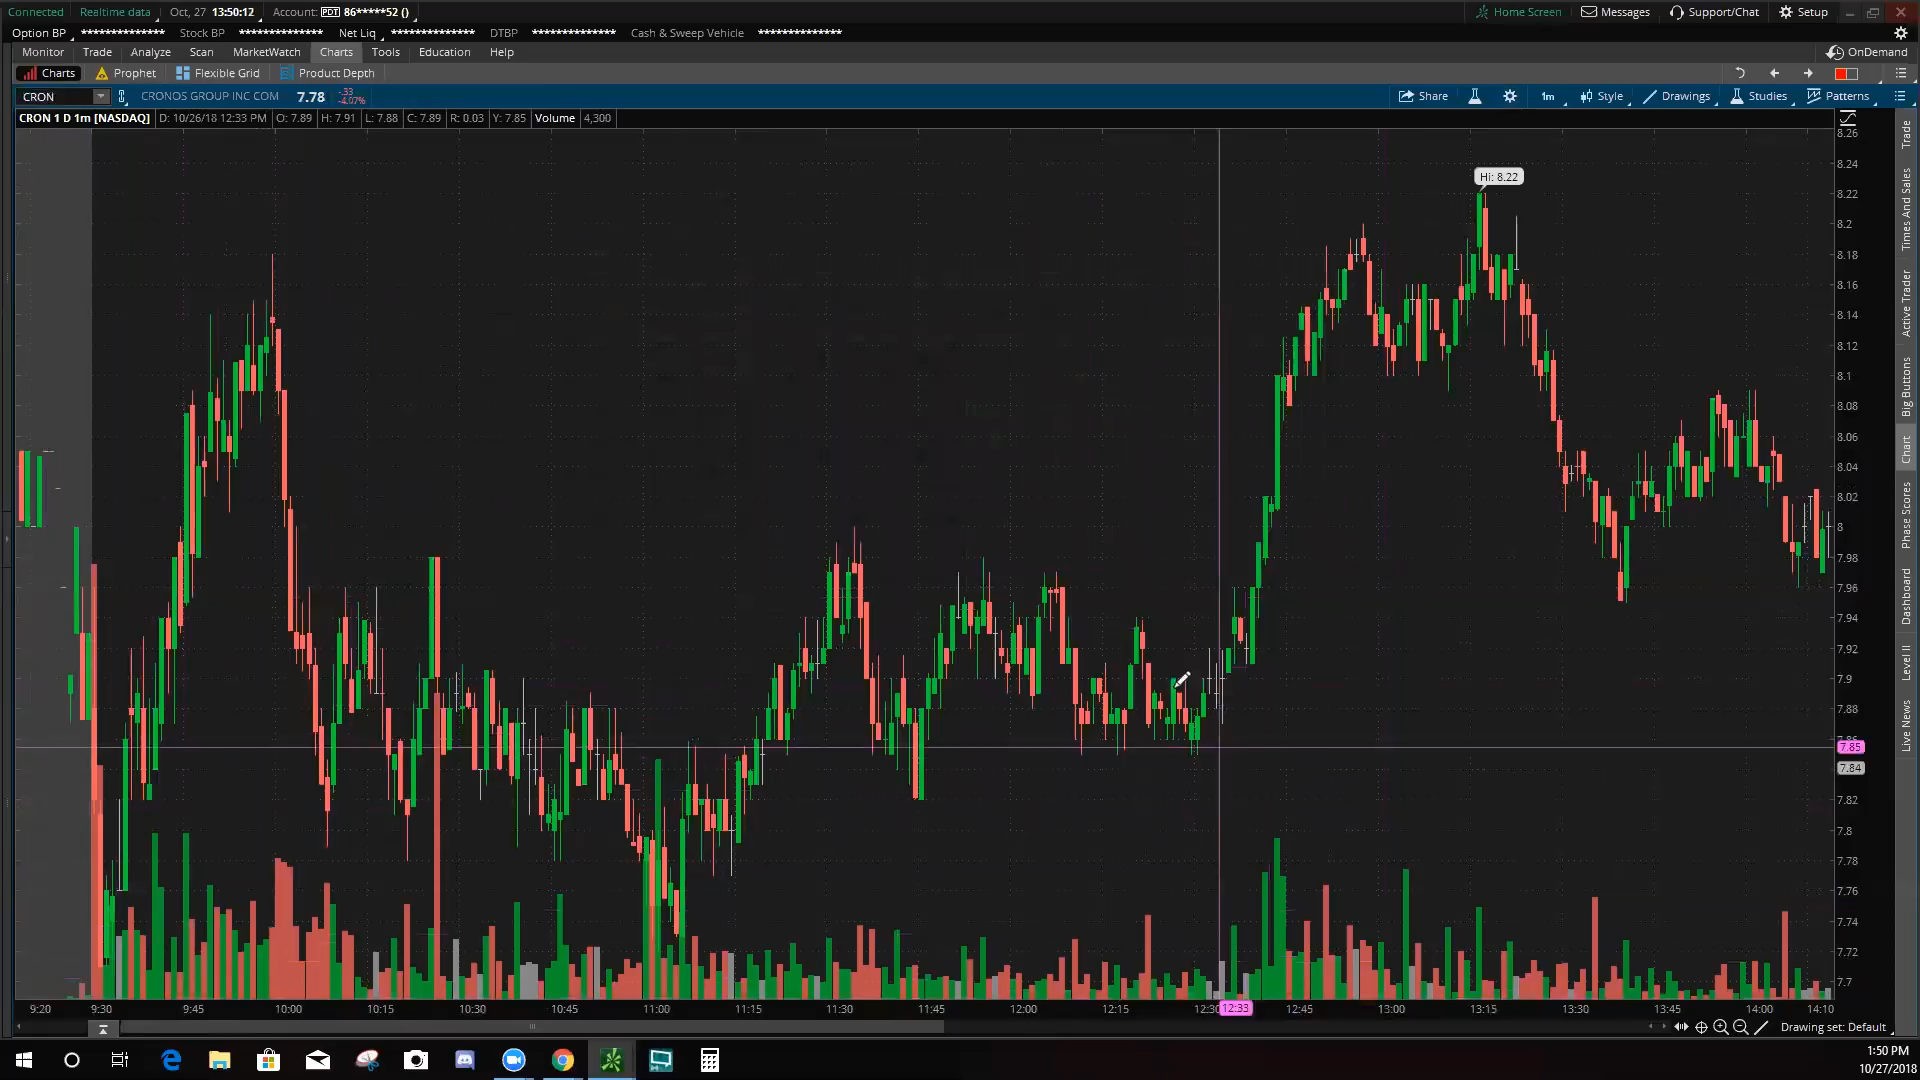 Connected Realtime data Oct, 27 13:50:12 Account: PDT 86*****52 () Home Screen Messages Support/Chat Setup
Option BP ************** Stock BP ************** Net Liq ************** DTBP ************** Cash & Sweep Vehicle **************
Monitor Trade Analyze Scan MarketWatch Charts Tools Education Help OnDemand
Charts Prophet Flexible Grid Product Depth
CRON CRONOS GROUP INC COM 7.78 -.33 -4.07% Share 1m Style Drawings Studies Patterns
CRON 1 D 1m [NASDAQ] D: 10/26/18 12:33 PM O: 7.89 H: 7.91 L: 7.88 C: 7.89 R: 0.03 Y: 7.85 Volume 4,300
Hi: 8.22
8.26
8.24
8.22
8.2
8.18
8.16
8.14
8.12
8.1
8.08
8.06
8.04
8.02
8
7.98
7.96
7.94
7.92
7.9
7.88
7.86
7.85
7.84
7.82
7.8
7.78
7.76
7.74
7.72
7.7
Trade
Times And Sales
Active Trader
Big Buttons
Chart
Phase Scores
Dashboard
Level II
Live News
9:20 9:30 9:45 10:00 10:15 10:30 10:45 11:00 11:15 11:30 11:45 12:00 12:15 12:30 12:33 12:45 13:00 13:15 13:30 13:45 14:00 14:10
Drawing set: Default
1:50 PM
10/27/2018